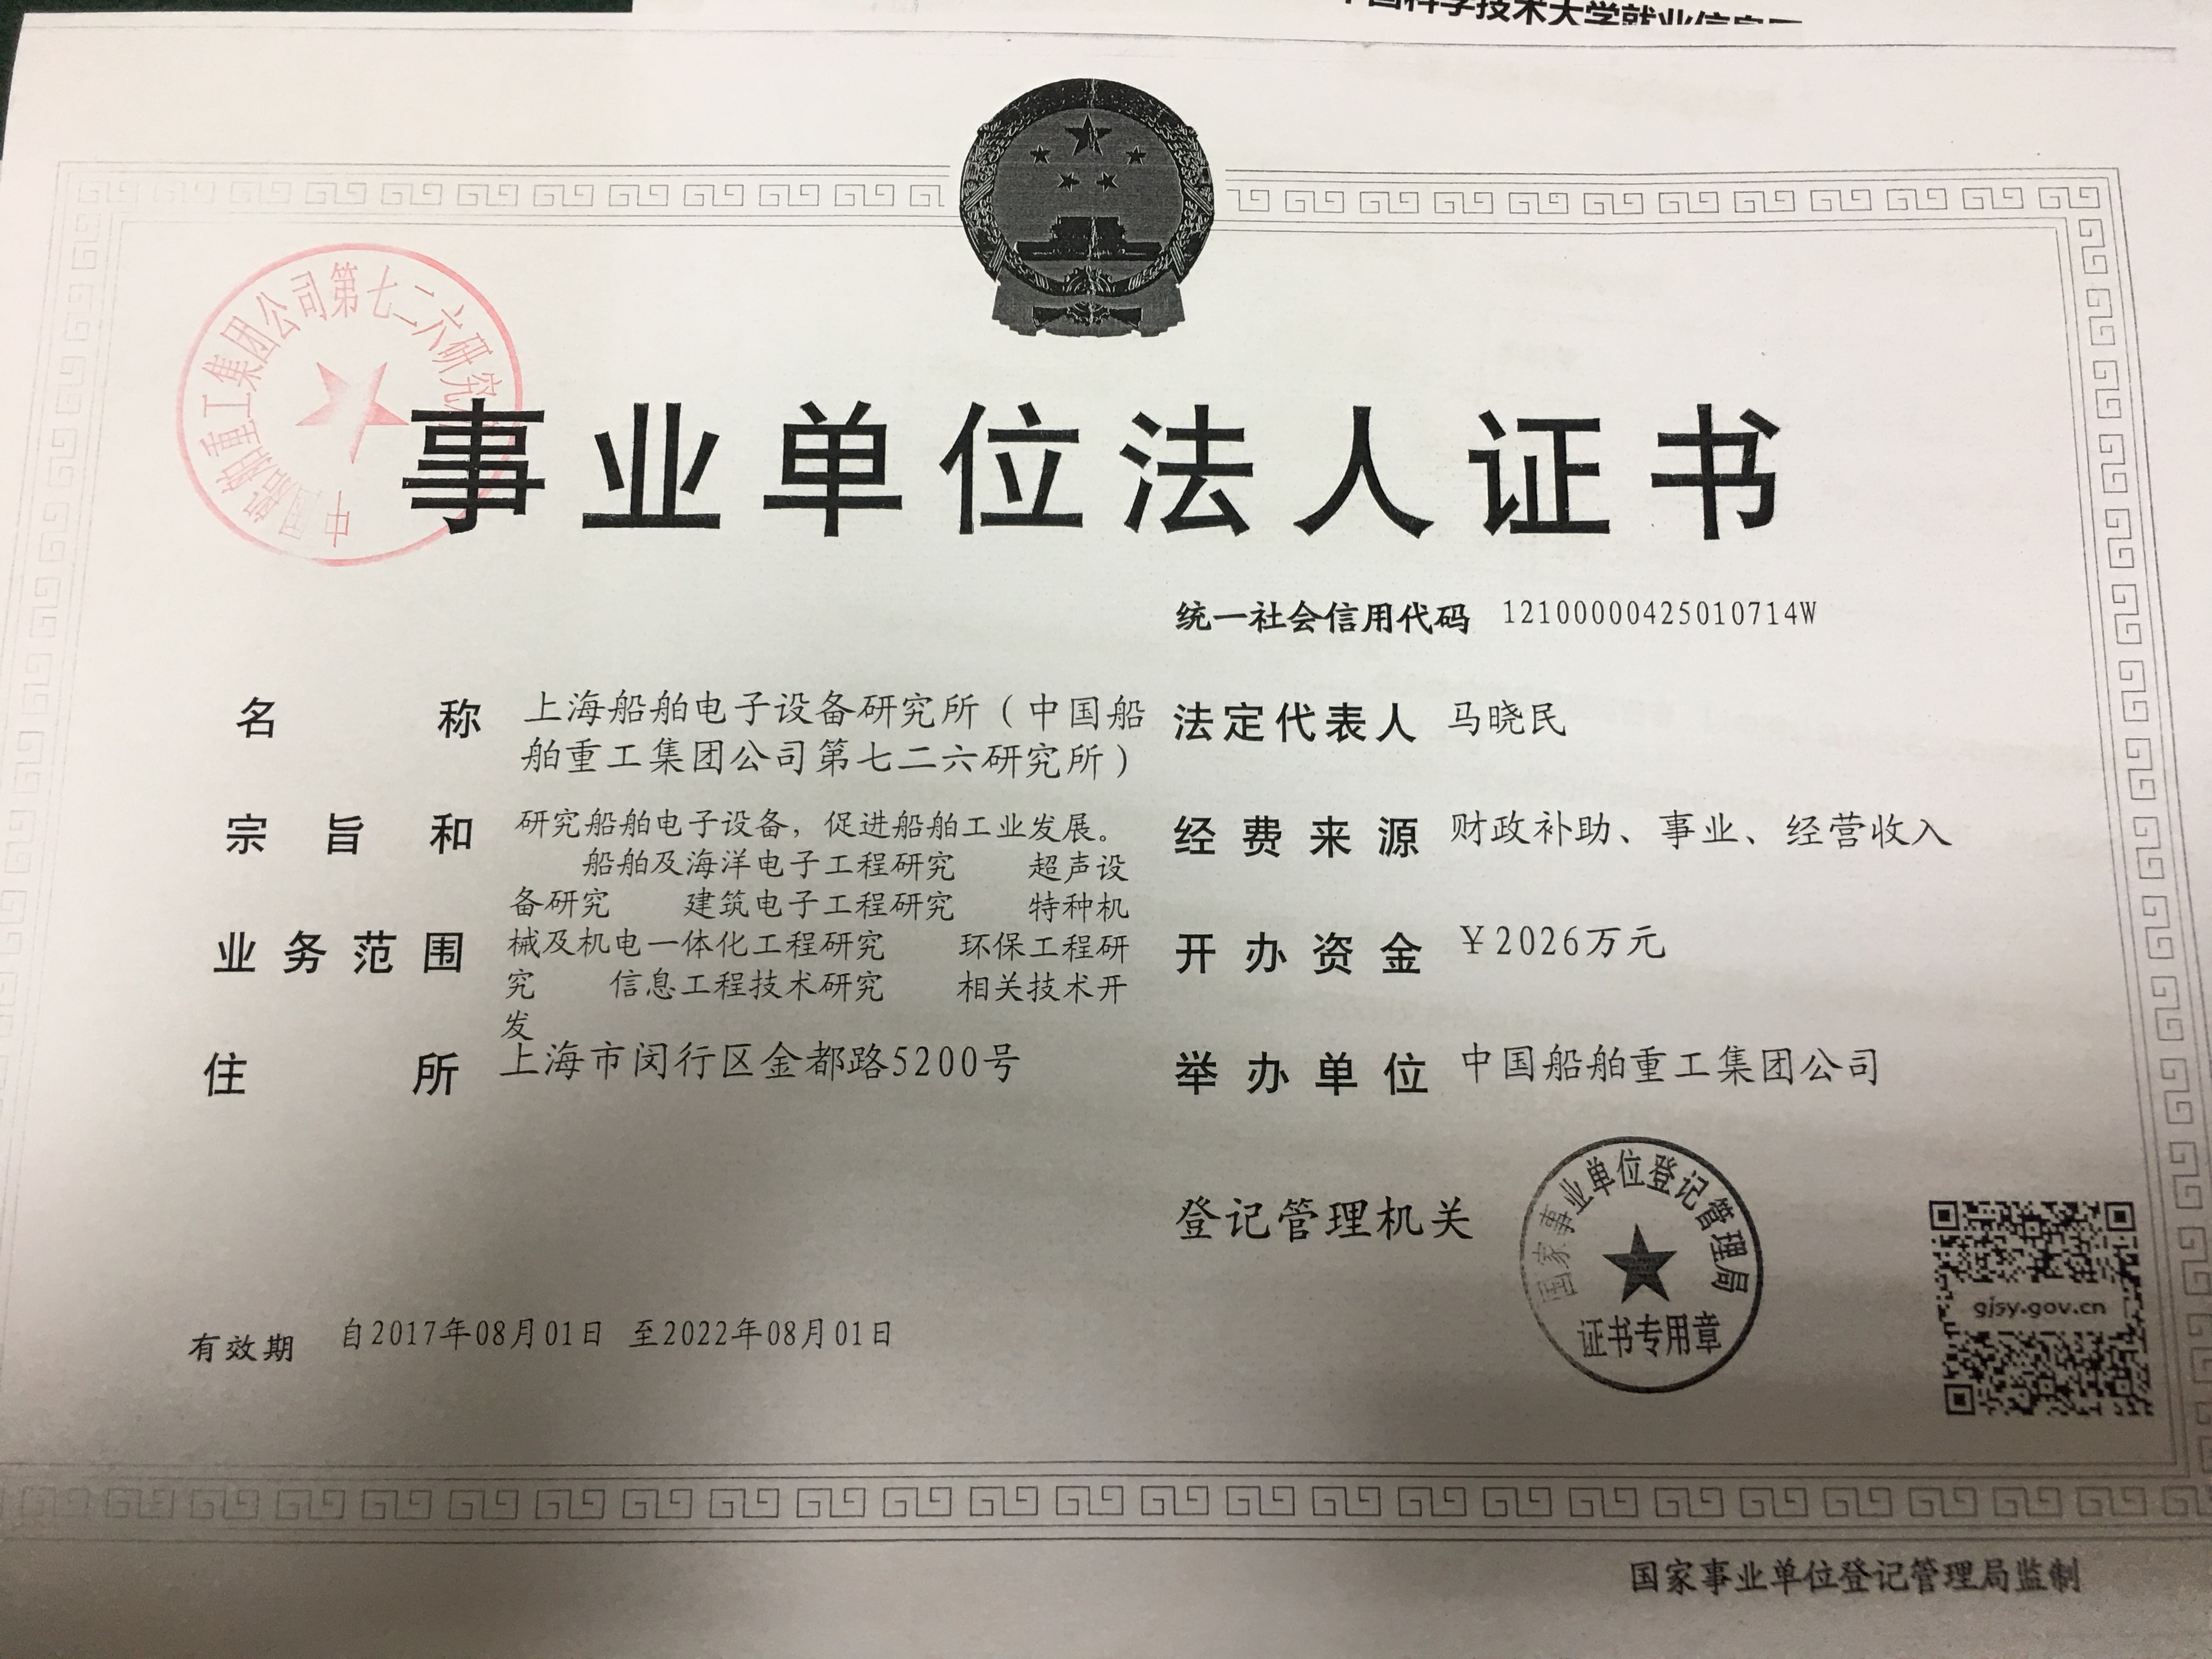 中国科学技术大学就业信息网
中国船舶重工集团公司第七二六研究
事业单位法人证书
统一社会信用代码 12100000425010714W
名称 上海船舶电子设备研究所（中国船
舶重工集团公司第七二六研究所）
法定代表人 马晓民
宗旨和 研究船舶电子设备，促进船舶工业发展。
船舶及海洋电子工程研究 超声设
备研究 建筑电子工程研究 特种机
业务范围 械及机电一体化工程研究 环保工程研
究 信息工程技术研究 相关技术开
发
经费来源 财政补助、事业、经营收入
开办资金 ￥2026万元
住所 上海市闵行区金都路5200号
举办单位 中国船舶重工集团公司
登记管理机关
国家事业单位登记管理局
证书专用章
gjsy.gov.cn
有效期 自2017年08月01日 至2022年08月01日
国家事业单位登记管理局监制